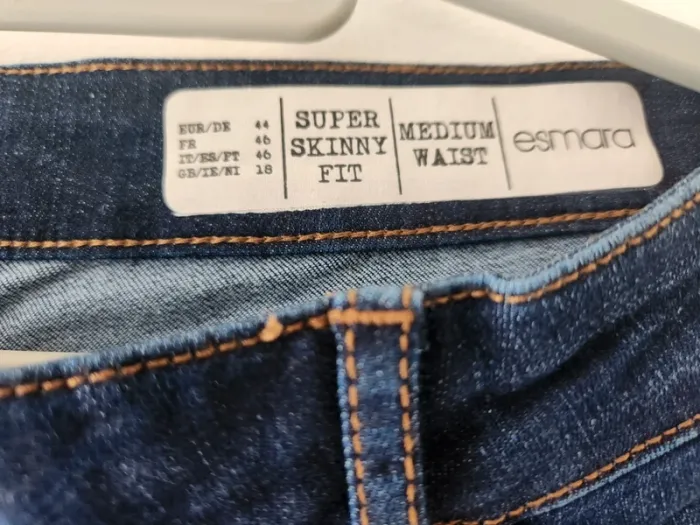 EUR/DE 44
FR 46
IT/ES/PT 46
GB/IE/NI 18
SUPER
SKINNY
FIT
MEDIUM
WAIST
esmara